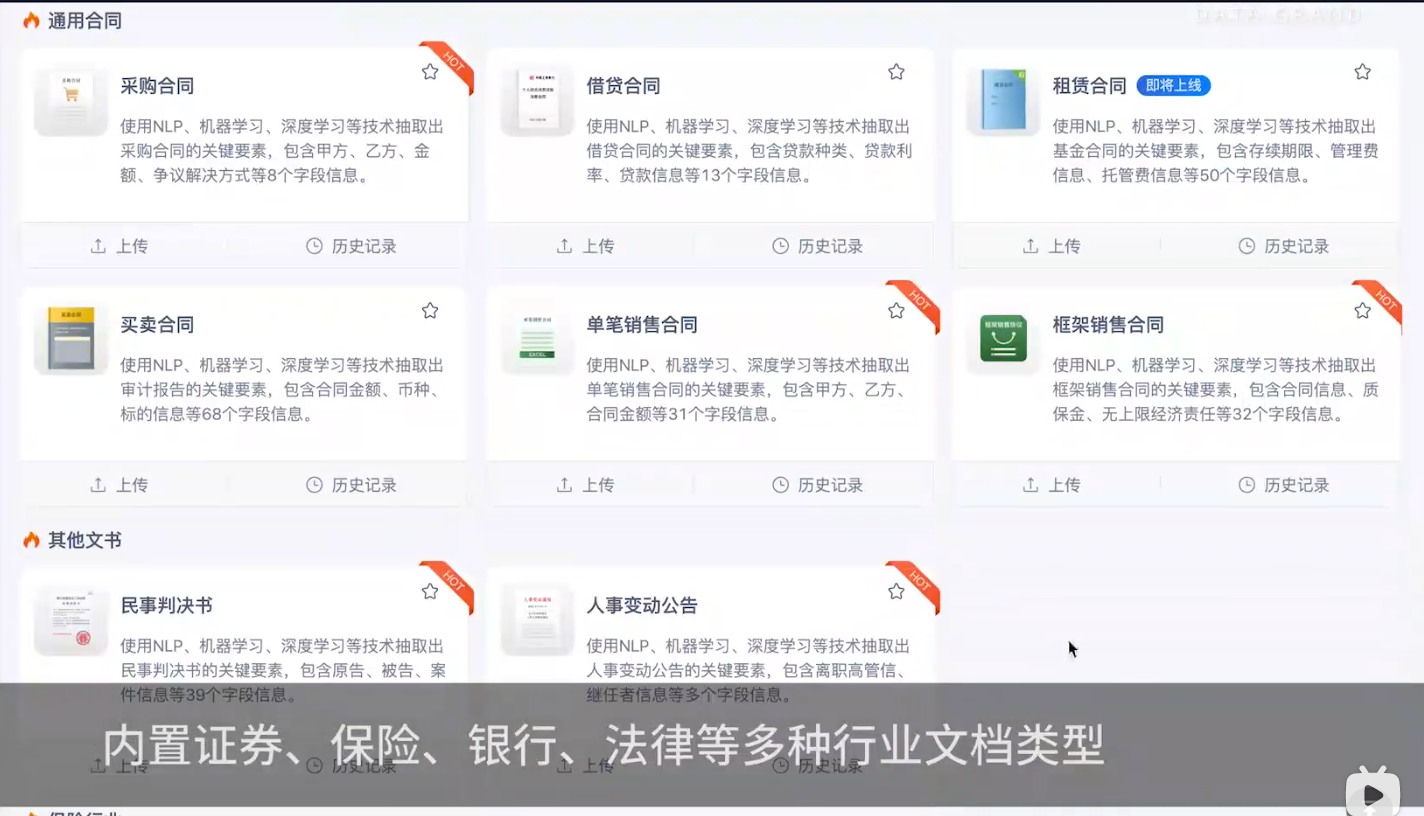 DATA GRAND
通用合同
HOT
采购合同
使用NLP、机器学习、深度学习等技术抽取出
采购合同的关键要素，包含甲方、乙方、金
额、争议解决方式等8个字段信息。
上传
历史记录
借贷合同
使用NLP、机器学习、深度学习等技术抽取出
借贷合同的关键要素，包含贷款种类、贷款利
率、贷款信息等13个字段信息。
上传
历史记录
租赁合同 即将上线
使用NLP、机器学习、深度学习等技术抽取出
基金合同的关键要素，包含存续期限、管理费
信息、托管费信息等50个字段信息。
上传
历史记录
买卖合同
使用NLP、机器学习、深度学习等技术抽取出
审计报告的关键要素，包含合同金额、币种、
标的信息等68个字段信息。
上传
历史记录
HOT
EXCEL
单笔销售合同
使用NLP、机器学习、深度学习等技术抽取出
单笔销售合同的关键要素，包含甲方、乙方、
合同金额等31个字段信息。
上传
历史记录
HOT
框架销售协议
框架销售合同
使用NLP、机器学习、深度学习等技术抽取出
框架销售合同的关键要素，包含合同信息、质
保金、无上限经济责任等32个字段信息。
上传
历史记录
其他文书
HOT
民事判决书
使用NLP、机器学习、深度学习等技术抽取出
民事判决书的关键要素，包含原告、被告、案
件信息等39个字段信息。
上传
历史记录
HOT
人事变动公告
使用NLP、机器学习、深度学习等技术抽取出
人事变动公告的关键要素，包含离职高管信、
继任者信息等多个字段信息。
上传
历史记录
内置证券、保险、银行、法律等多种行业文档类型
保险行业